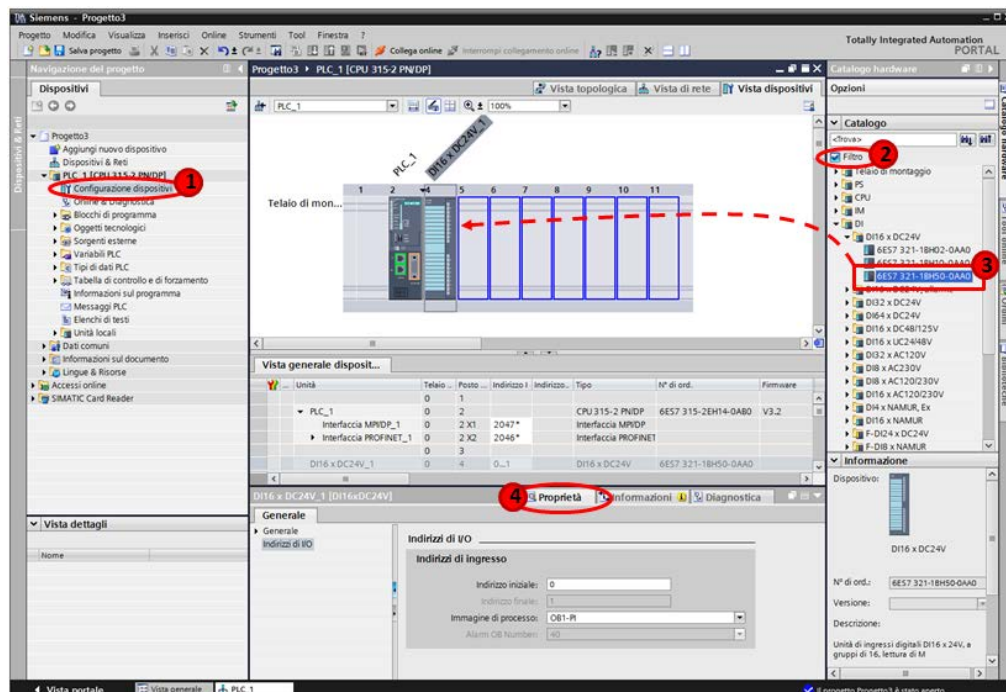 Siemens - Progetto3
Progetto Modifica Visualizza Inserisci Online Strumenti Tool Finestra ?
Totally Integrated Automation
PORTAL
Salva progetto
Collega online
Interrompi collegamento online
Navigazione del progetto
Dispositivi
Dispositivi & Reti
Progetto3
Aggiungi nuovo dispositivo
Dispositivi & Reti
PLC_1 [CPU 315-2 PN/DP]
Configurazione dispositivi
1
Online & Diagnostica
Blocchi di programma
Oggetti tecnologici
Sorgenti esterne
Variabili PLC
Tipi di dati PLC
Tabella di controllo e di forzamento
Informazioni sul programma
Messaggi PLC
Elenchi di testi
Unità locali
Dati comuni
Informazioni sul documento
Lingue & Risorse
Accessi online
SIMATIC Card Reader
Vista dettagli
Nome
Progetto3 PLC_1 [CPU 315-2 PN/DP]
Vista topologica
Vista di rete
Vista dispositivi
PLC_1
100%
PLC_1
DI16 x DC24V_1
1 2 4 5 6 7 8 9 10 11
Telaio di mon...
Vista generale disposit...
... Unità Telaio ... Posto ... Indirizzo I Indirizzo... Tipo N° di ord. Firmware
0 1
PLC_1 0 2 CPU 315-2 PN/DP 6ES7 315-2EH14-0AB0 V3.2
Interfaccia MPI/DP_1 0 2 X1 2047* Interfaccia MPI/DP
Interfaccia PROFINET_1 0 2 X2 2046* Interfaccia PROFINET
0 3
DI16 x DC24V_1 0 4 0...1 DI16 x DC24V 6ES7 321-1BH50-0AA0
DI16 x DC24V_1 [DI16xDC24V]
4
Proprietà
Informazioni
Diagnostica
Generale
Generale
Indirizzi di I/O
Indirizzi di I/O
Indirizzi di ingresso
Indirizzo iniziale: 0
Indirizzo finale: 1
Immagine di processo: OB1-PI
Alarm OB Number: 40
Catalogo hardware
Opzioni
Catalogo
<Trova>
Filtro
2
Telaio di montaggio
PS
CPU
IM
DI
DI16 x DC24V
6ES7 321-1BH02-0AA0
6ES7 321-1BH10-0AA0
6ES7 321-1BH50-0AA0
3
DI32 x DC24V
DI64 x DC24V
DI16 x DC48/125V
DI16 x UC24/48V
DI32 x AC120V
DI8 x AC230V
DI8 x AC120/230V
DI16 x AC120/230V
DI4 x NAMUR, Ex
DI16 x NAMUR
F-DI24 x DC24V
F-DI8 x NAMUR
Informazione
Dispositivo:
DI16 x DC24V
N° di ord.: 6ES7 321-1BH50-0AA0
Versione:
Descrizione:
Unità di ingressi digitali DI16 x 24V, a
gruppi di 16, lettura di M
Catalogo hardware
Vista portale
Vista generale
PLC_1
Il progetto Progetto3 è stato aperto